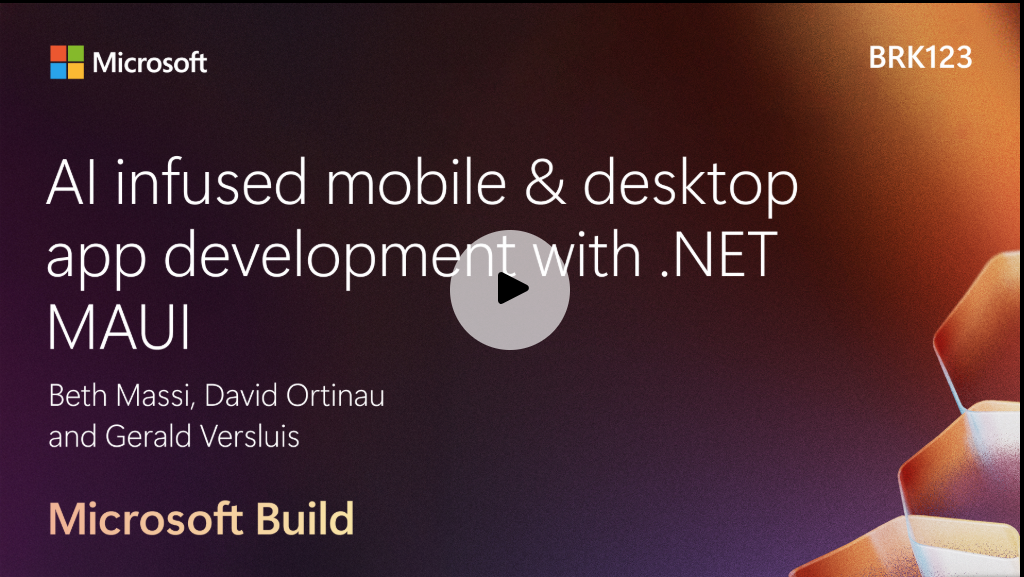 Microsoft
BRK123
AI infused mobile & desktop
app development with .NET
MAUI
Beth Massi, David Ortinau
and Gerald Versluis
Microsoft Build